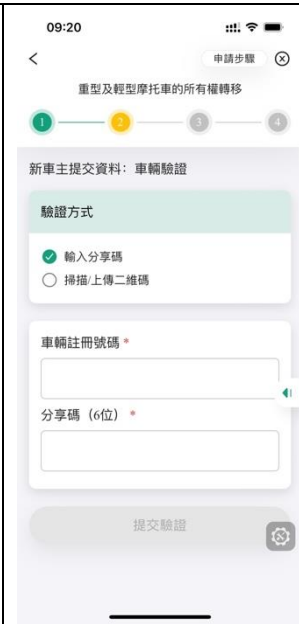 09:20
申請步驟
重型及輕型摩托車的所有權轉移
1 2 3 4
新車主提交資料：車輛驗證
驗證方式
輸入分享碼
掃描/上傳二維碼
車輛註冊號碼 *
分享碼（6位） *
提交驗證